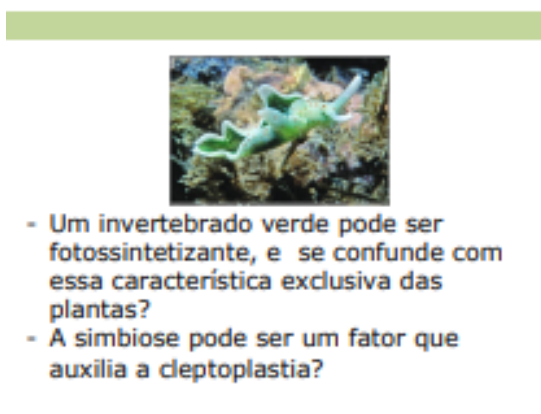 - Um invertebrado verde pode ser
fotossintetizante, e se confunde com
essa característica exclusiva das
plantas?
- A simbiose pode ser um fator que
auxilia a cleptoplastia?